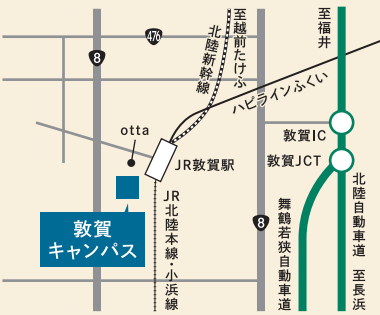 至福井
至越前たけふ
北陸新幹線
476
8
ハピラインふくい
otta
敦賀IC
JR敦賀駅
敦賀JCT
敦賀
キャンパス
JR北陸本線・小浜線
8
舞鶴若狭自動車道
北陸自動車道 至長浜